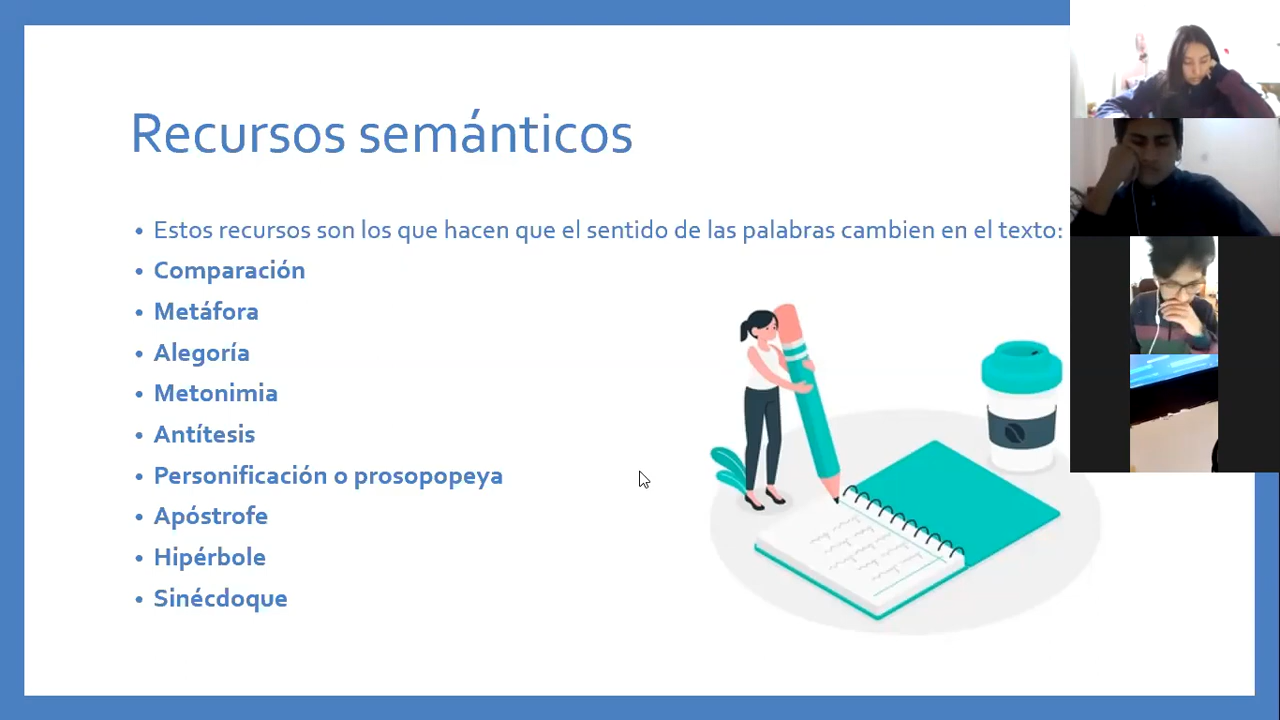 Recursos semánticos
• Estos recursos son los que hacen que el sentido de las palabras cambien en el texto:
• Comparación
• Metáfora
• Alegoría
• Metonimia
• Antítesis
• Personificación o prosopopeya
• Apóstrofe
• Hipérbole
• Sinécdoque